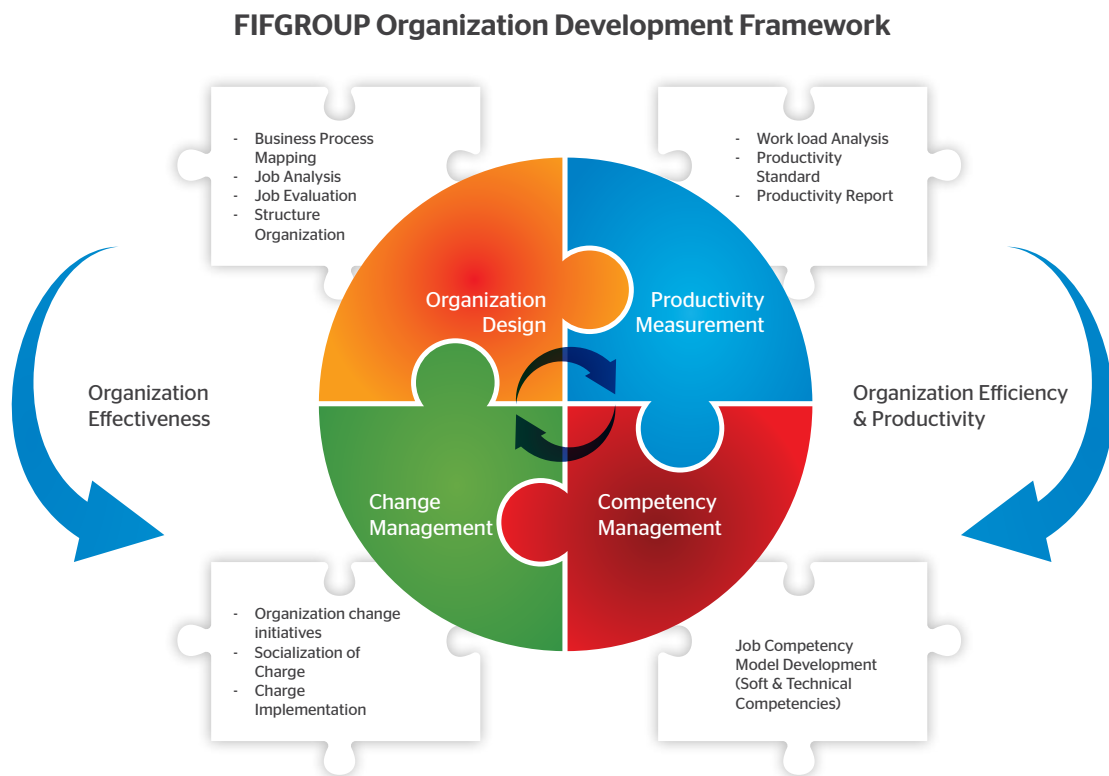 FIFGROUP Organization Development Framework
- Business Process
Mapping
- Job Analysis
- Job Evaluation
- Structure
Organization
- Work load Analysis
- Productivity
Standard
- Productivity Report
Organization
Design
Productivity
Measurement
Organization
Effectiveness
Organization Efficiency
& Productivity
Change
Management
Competency
Management
- Organization change
initiatives
- Socialization of
Charge
- Charge
Implementation
Job Competency
Model Development
(Soft & Technical
Competencies)